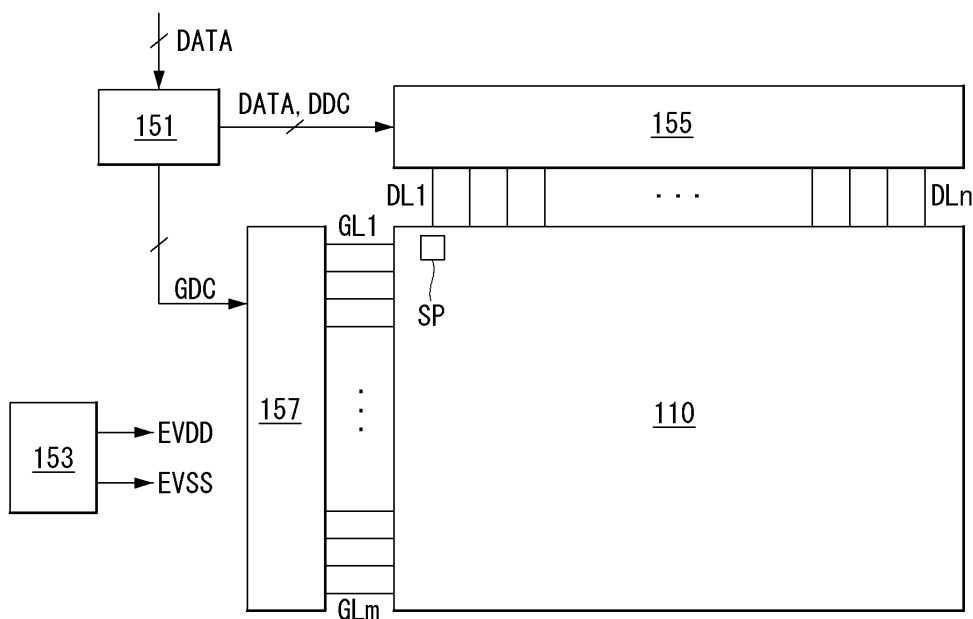 DATA
151
DATA, DDC
155
DL1
. . .
DLn
GL1
GDC
SP
157
110
153
EVDD
EVSS
GLm